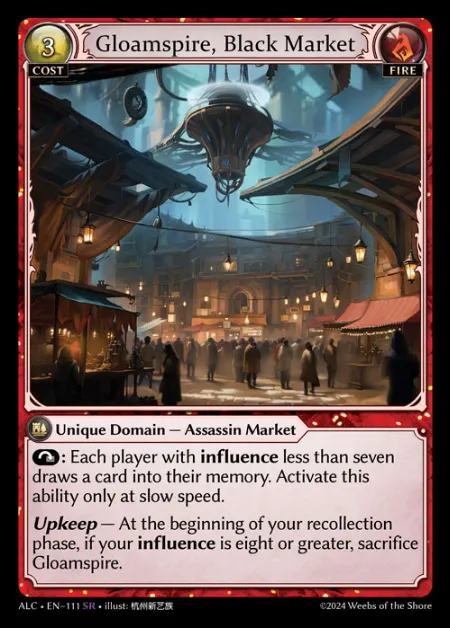 3
Gloamspire, Black Market
COST
FIRE
Unique Domain — Assassin Market
: Each player with influence less than seven
draws a card into their memory. Activate this
ability only at slow speed.
Upkeep — At the beginning of your recollection
phase, if your influence is eight or greater, sacrifice
Gloamspire.
ALC • EN-111 SR • illust: 杭州新艺族
©2024 Weebs of the Shore